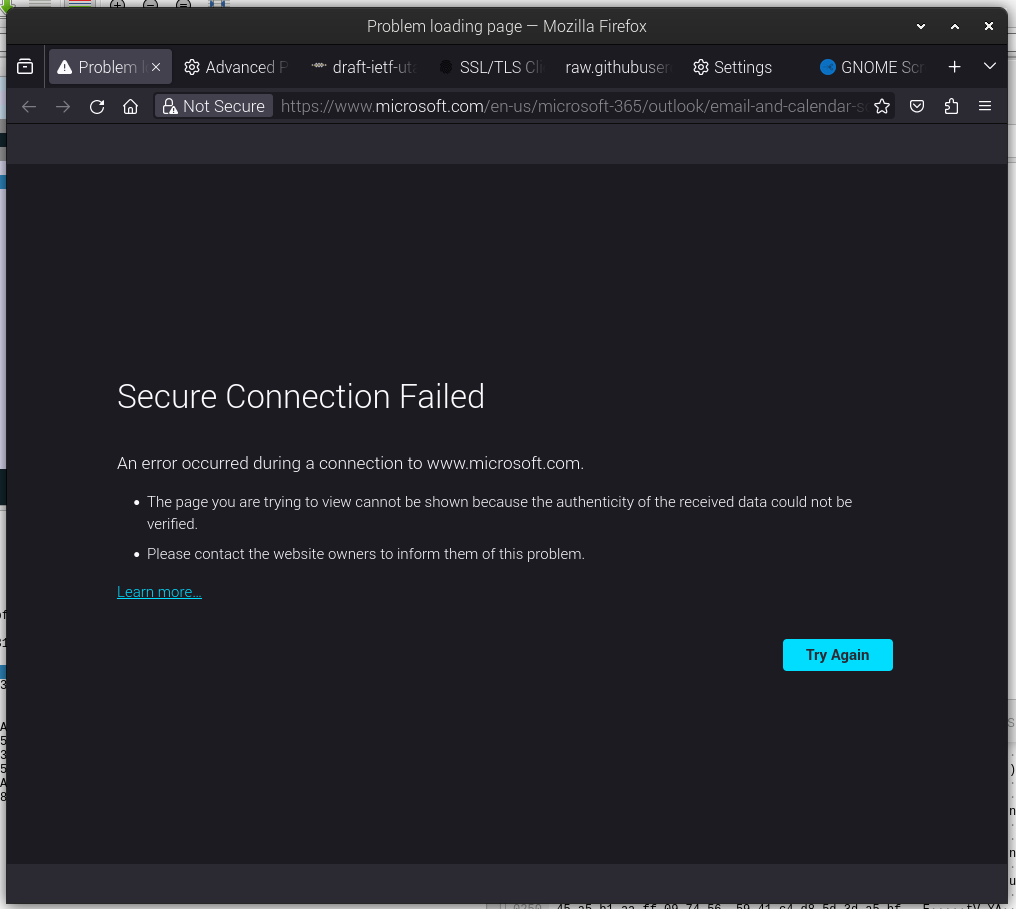 Problem loading page — Mozilla Firefox
Problem Advanced P draft-ietf-uta SSL/TLS Cli raw.githubuser Settings GNOME Scr
Not Secure https://www.microsoft.com/en-us/microsoft-365/outlook/email-and-calendar-s
Secure Connection Failed
An error occurred during a connection to www.microsoft.com.
• The page you are trying to view cannot be shown because the authenticity of the received data could not be
verified.
• Please contact the website owners to inform them of this problem.
Learn more…
Try Again